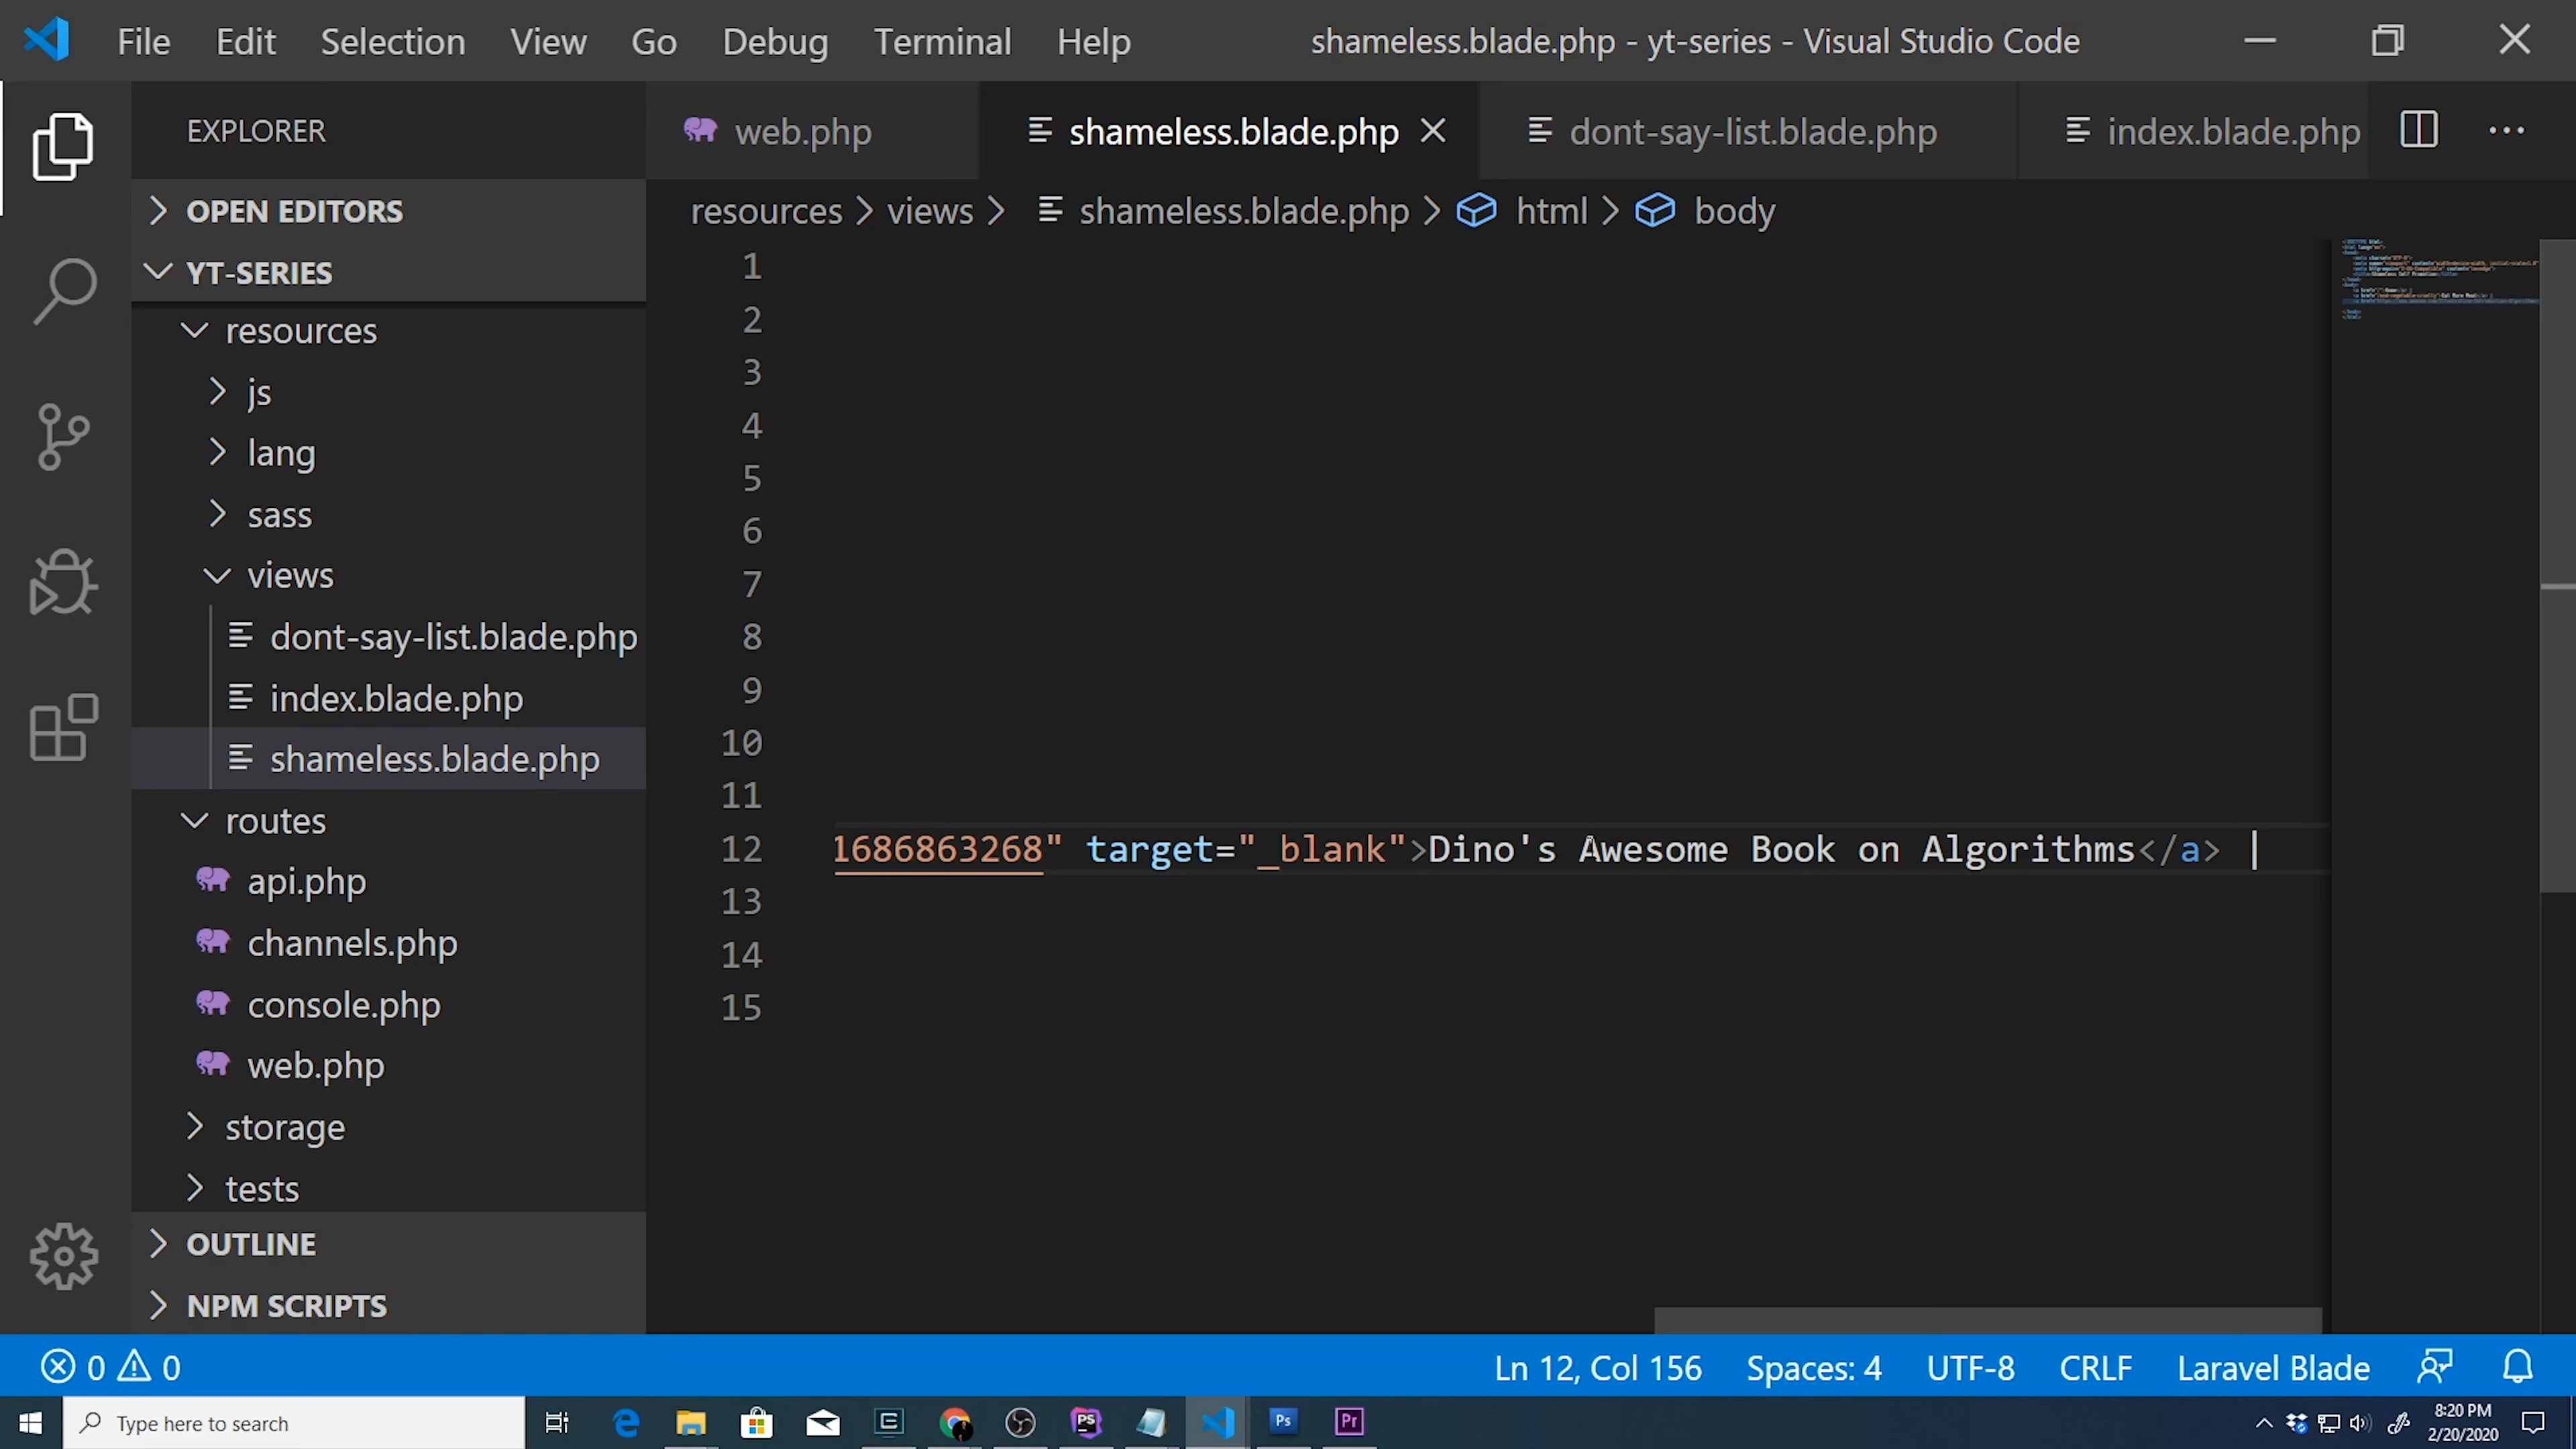 File Edit Selection View Go Debug Terminal Help shameless.blade.php - yt-series - Visual Studio Code
EXPLORER
web.php shameless.blade.php dont-say-list.blade.php index.blade.php
OPEN EDITORS
resources > views > shameless.blade.php > html > body
YT-SERIES
resources
js
lang
sass
views
dont-say-list.blade.php
index.blade.php
shameless.blade.php
routes
api.php
channels.php
console.php
web.php
storage
tests
OUTLINE
NPM SCRIPTS
1
2
3
4
5
6
7
8
9
10
11
12 1686863268" target="_blank">Dino's Awesome Book on Algorithms</a>
13
14
15
0 0 Ln 12, Col 156 Spaces: 4 UTF-8 CRLF Laravel Blade
Type here to search
PS
Ps
Pr
8:20 PM
2/20/2020